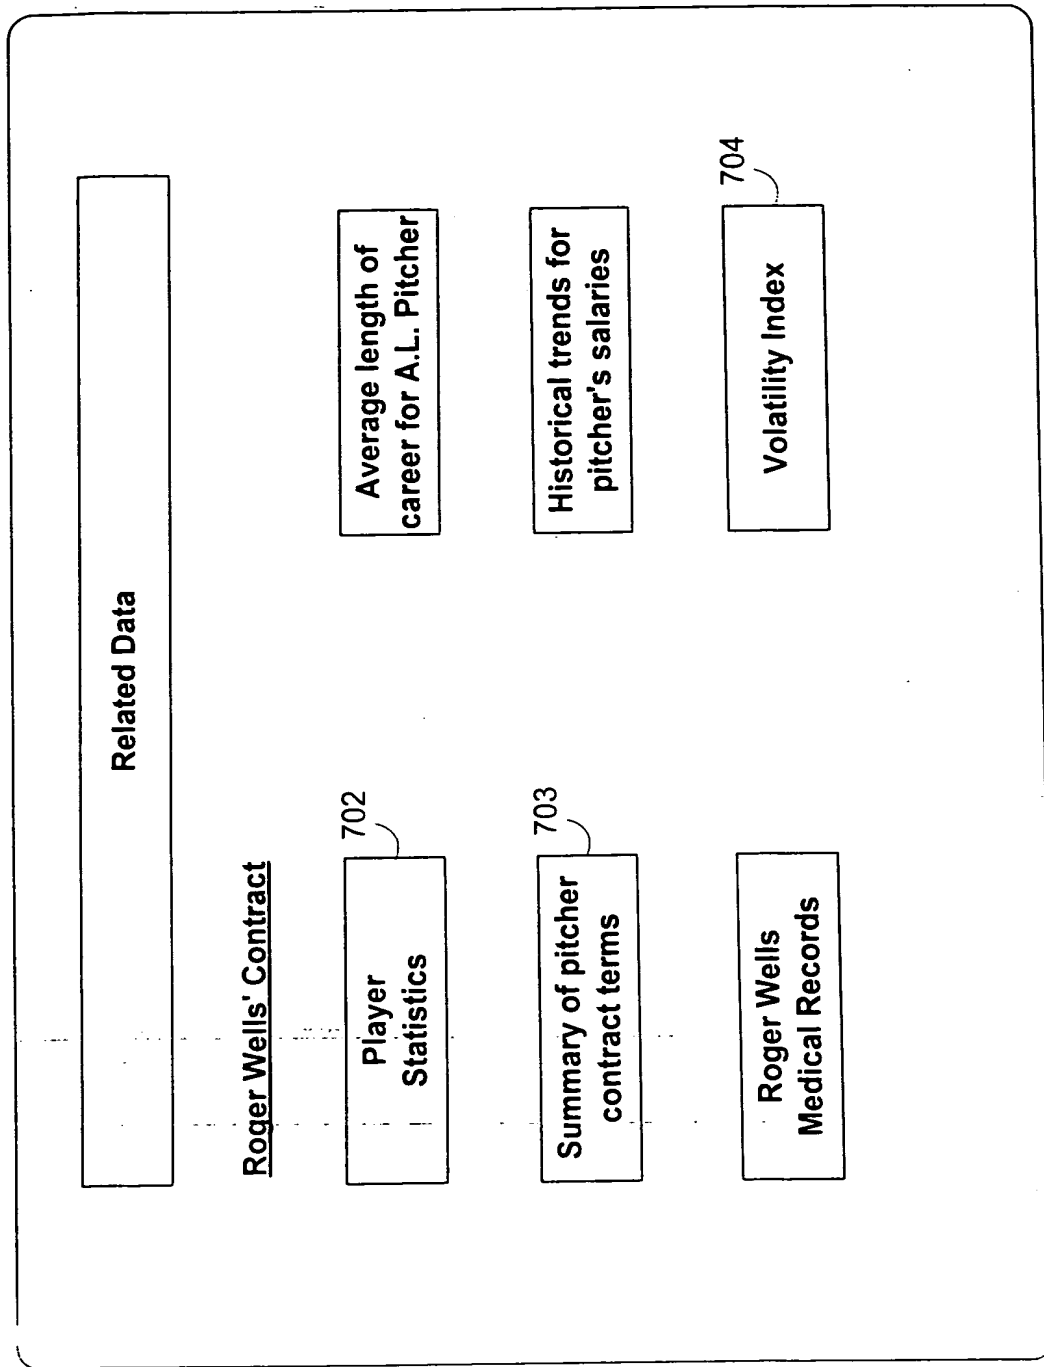 Related Data
Roger Wells' Contract
702
Player
Statistics
Average length of
career for A.L. Pitcher
703
Summary of pitcher
contract terms
Historical trends for
pitcher's salaries
Roger Wells
Medical Records
704
Volatility Index